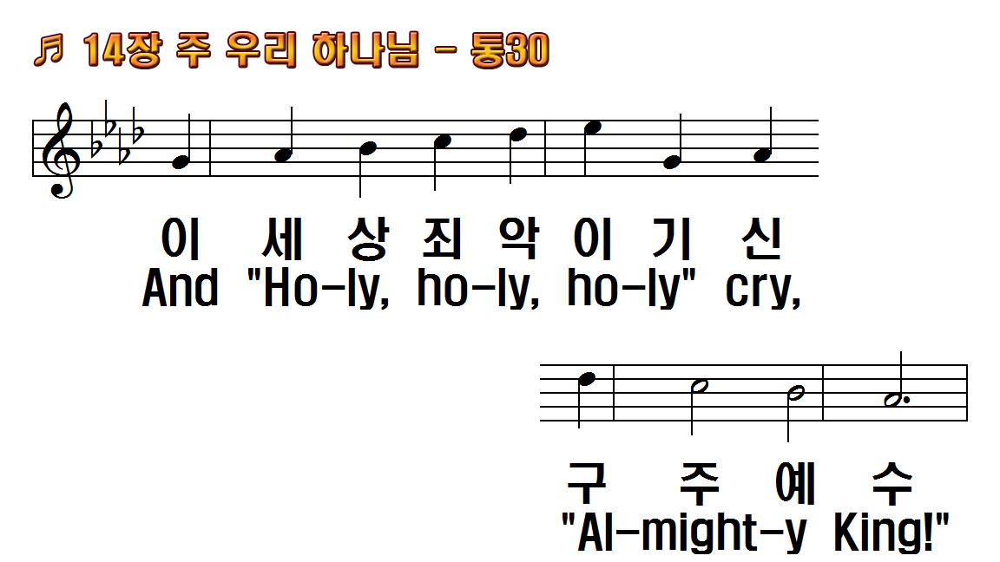 ♬ 14장 주 우리 하나님 - 통30
이 세 상 죄 악 이 기 신
And "Ho-ly, ho-ly, ho-ly" cry,
구 주 예 수
"Al-might-y King!"